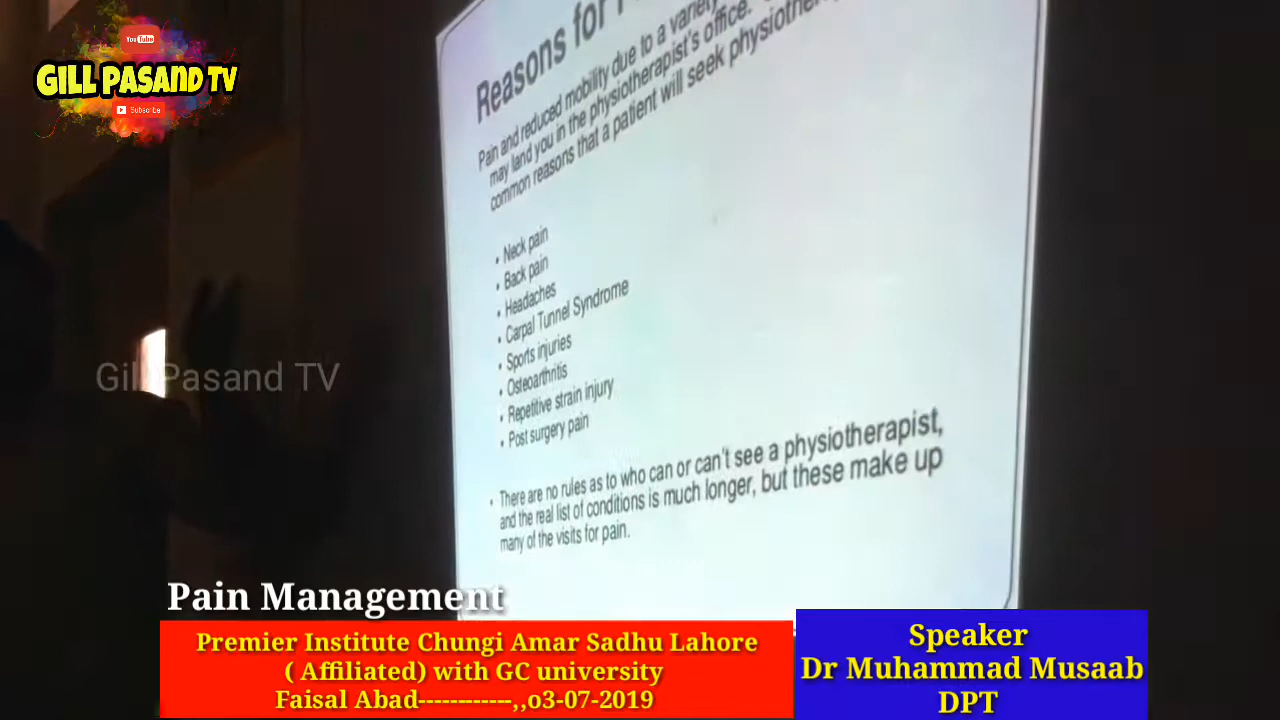 YouTube
GILL PASAND TV
Subscribe
Reasons for
Pain and reduced mobility due to a variety
may land you in the physiotherapist's office.
common reasons that a patient will seek
• Neck pain
• Back pain
• Headaches
• Carpal Tunnel Syndrome
• Sports injuries
• Osteoarthritis
• Repetitive strain injury
• Post surgery pain
• There are no rules as to who can or can't see a physiotherapist,
and the real list of conditions is much longer, but these make up
many of the visits for pain.
Gill Pasand TV
Pain Management
Premier Institute Chungi Amar Sadhu Lahore
( Affiliated) with GC university
Faisal Abad------------,,o3-07-2019
Speaker
Dr Muhammad Musaab
DPT